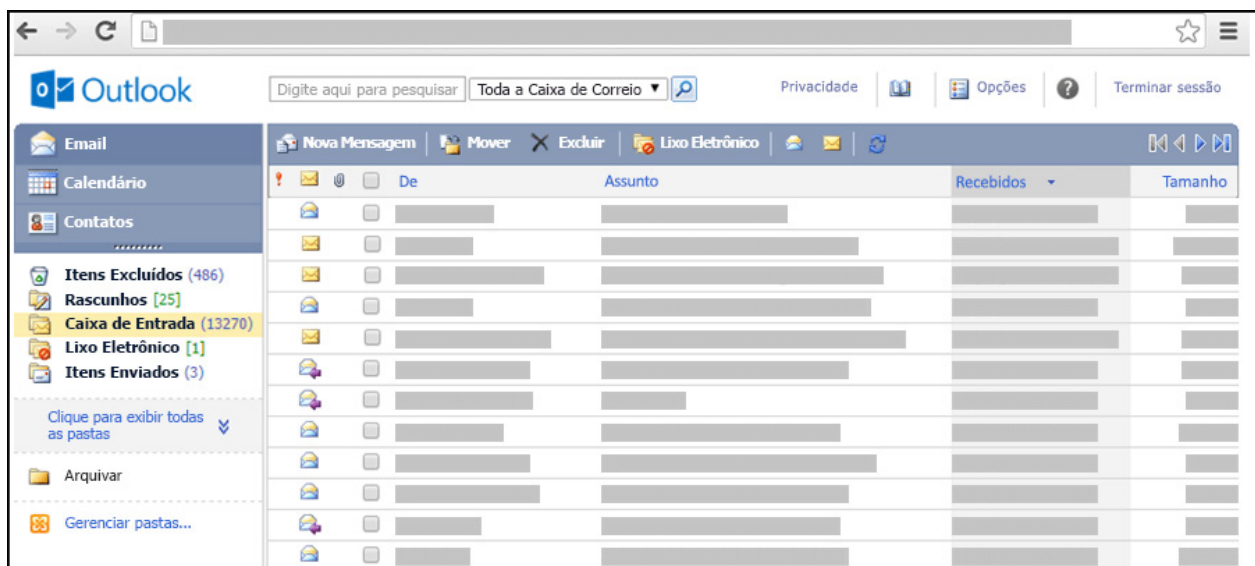 Outlook
Digite aqui para pesquisar Toda a Caixa de Correio
Privacidade Opções Terminar sessão
Email
Calendário
Contatos
Nova Mensagem Mover Excluir Lixo Eletrônico
De Assunto Recebidos Tamanho
Itens Excluídos (486)
Rascunhos [25]
Caixa de Entrada (13270)
Lixo Eletrônico [1]
Itens Enviados (3)
Clique para exibir todas
as pastas
Arquivar
Gerenciar pastas...